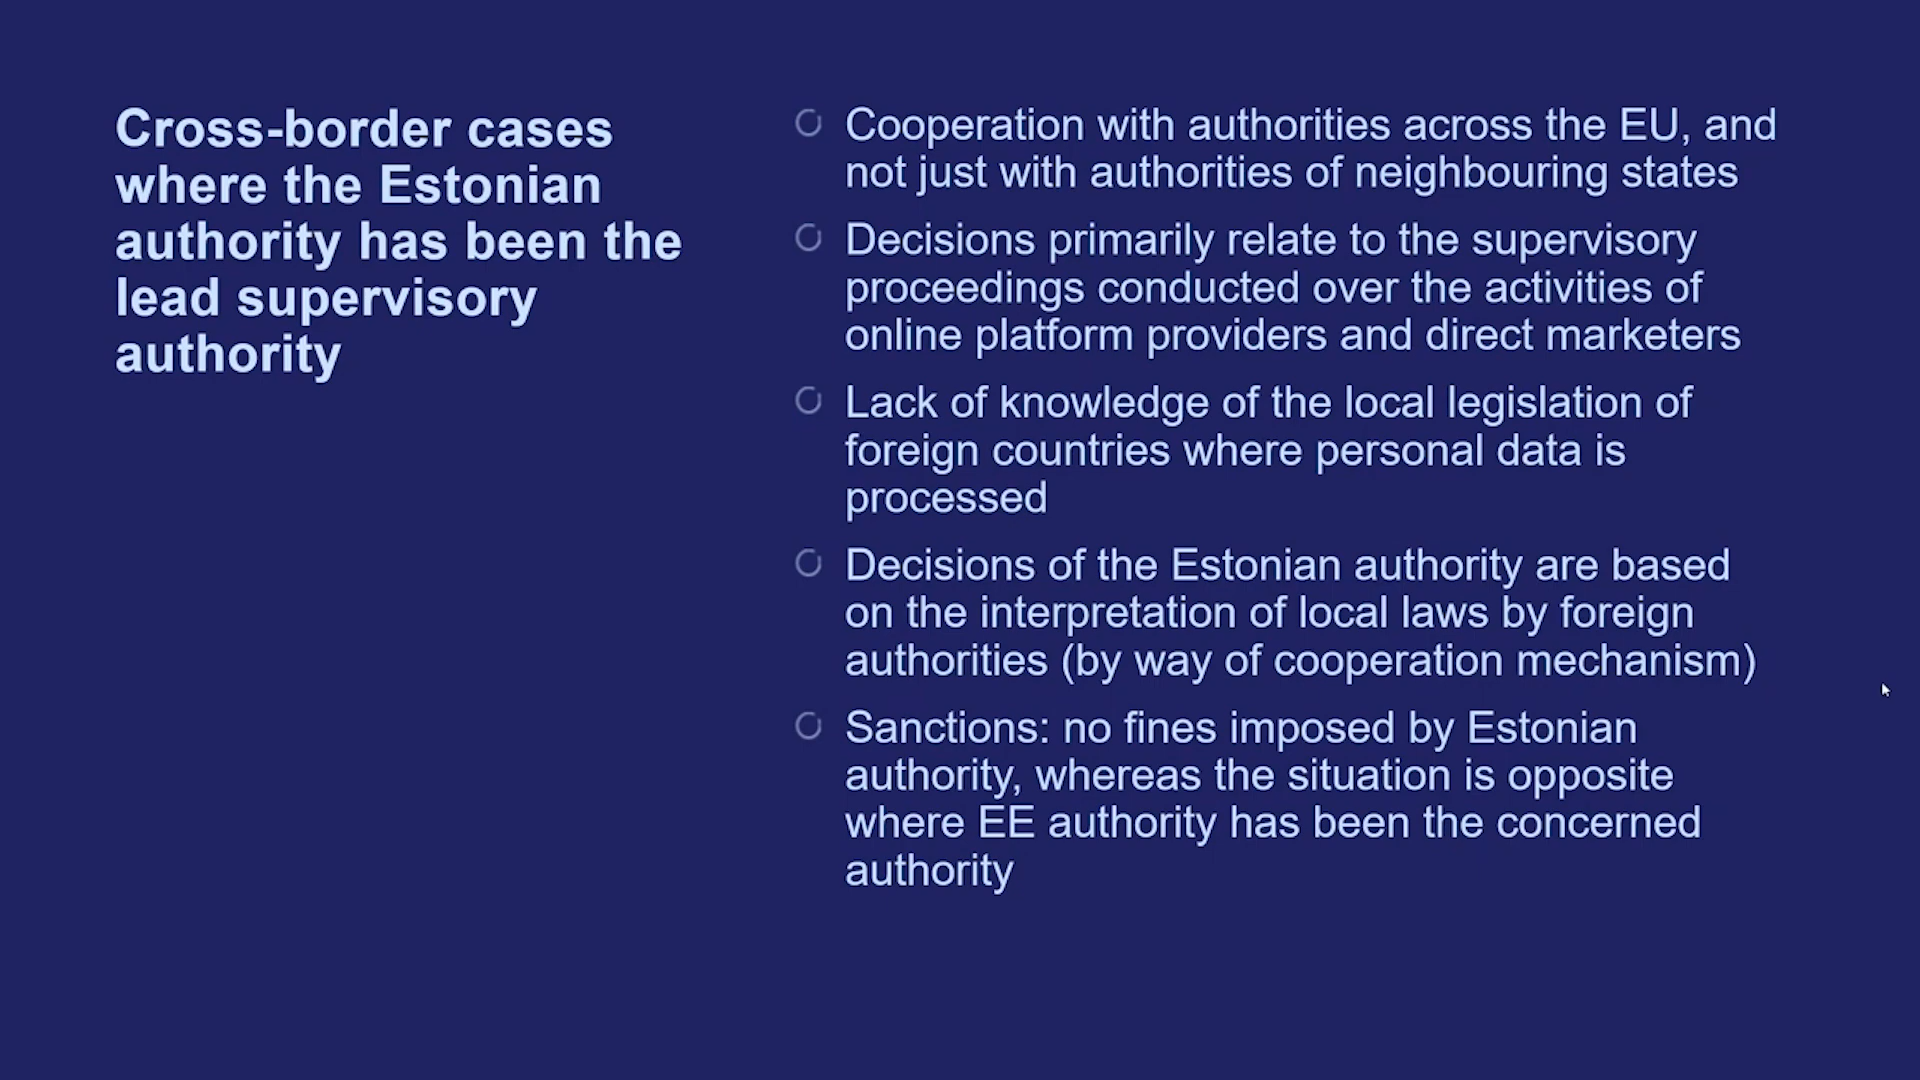 Cross-border cases
where the Estonian
authority has been the
lead supervisory
authority
Cooperation with authorities across the EU, and
not just with authorities of neighbouring states
Decisions primarily relate to the supervisory
proceedings conducted over the activities of
online platform providers and direct marketers
Lack of knowledge of the local legislation of
foreign countries where personal data is
processed
Decisions of the Estonian authority are based
on the interpretation of local laws by foreign
authorities (by way of cooperation mechanism)
Sanctions: no fines imposed by Estonian
authority, whereas the situation is opposite
where EE authority has been the concerned
authority